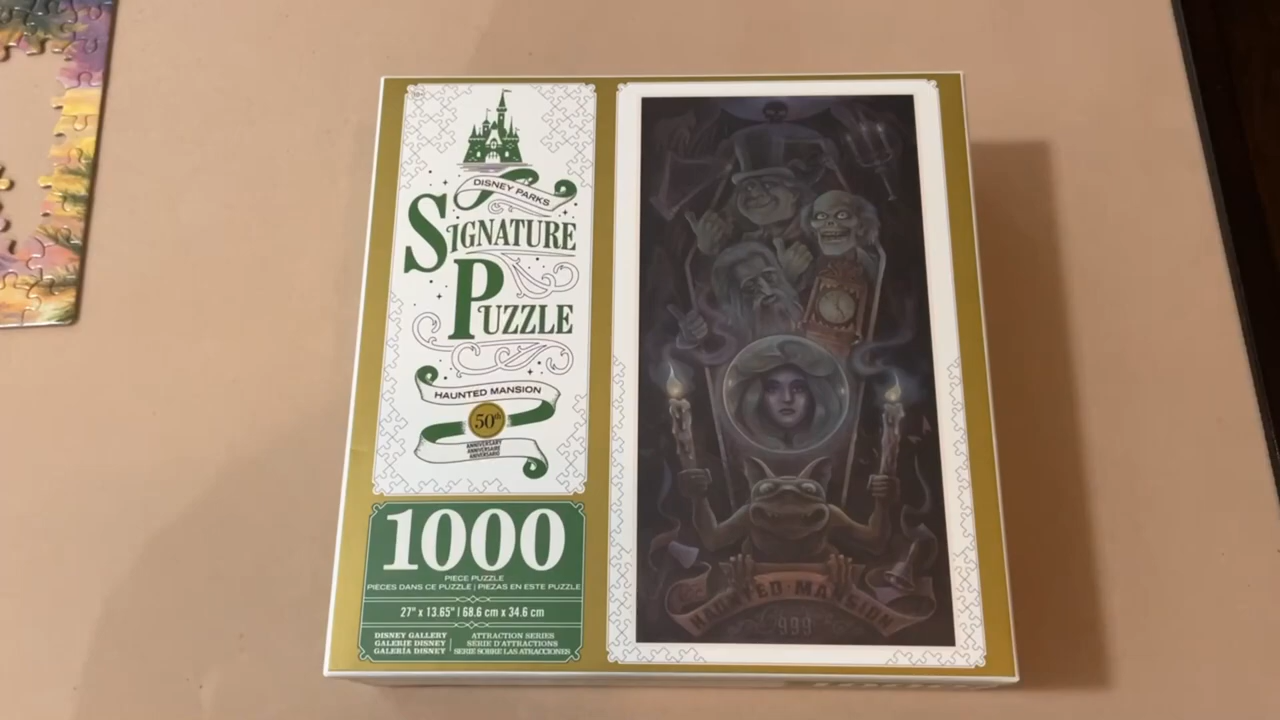 DISNEY PARKS
SIGNATURE
PUZZLE
HAUNTED MANSION
50th
ANNIVERSARY
ANNIVERSAIRE
ANIVERSARIO
1000
PIECE PUZZLE
PIECES DANS CE PUZZLE | PIEZAS EN ESTE PUZZLE
27" x 13.65" | 68.6 cm x 34.6 cm
DISNEY GALLERY
GALERIE DISNEY
GALERÍA DISNEY
ATTRACTION SERIES
SÉRIE D'ATTRACTIONS
SERIE SOBRE LAS ATRACCIONES
HAUNTED · MANSION
999